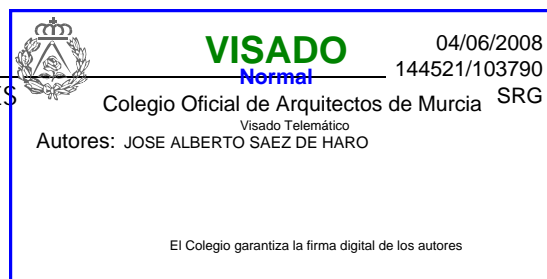 VISADO
04/06/2008
Normal
144521/103790
SRG
Colegio Oficial de Arquitectos de Murcia
Visado Telemático
Autores: JOSE ALBERTO SAEZ DE HARO
El Colegio garantiza la firma digital de los autores